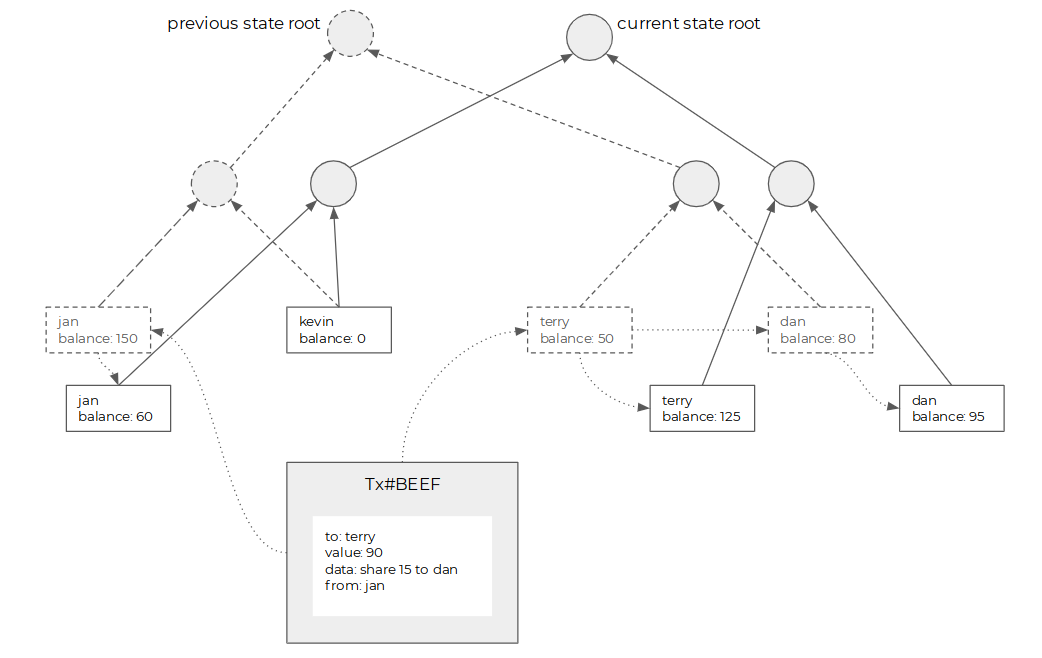 previous state root
current state root
jan
balance: 150
kevin
balance: 0
terry
balance: 50
dan
balance: 80
jan
balance: 60
terry
balance: 125
dan
balance: 95
Tx#BEEF
to: terry
value: 90
data: share 15 to dan
from: jan